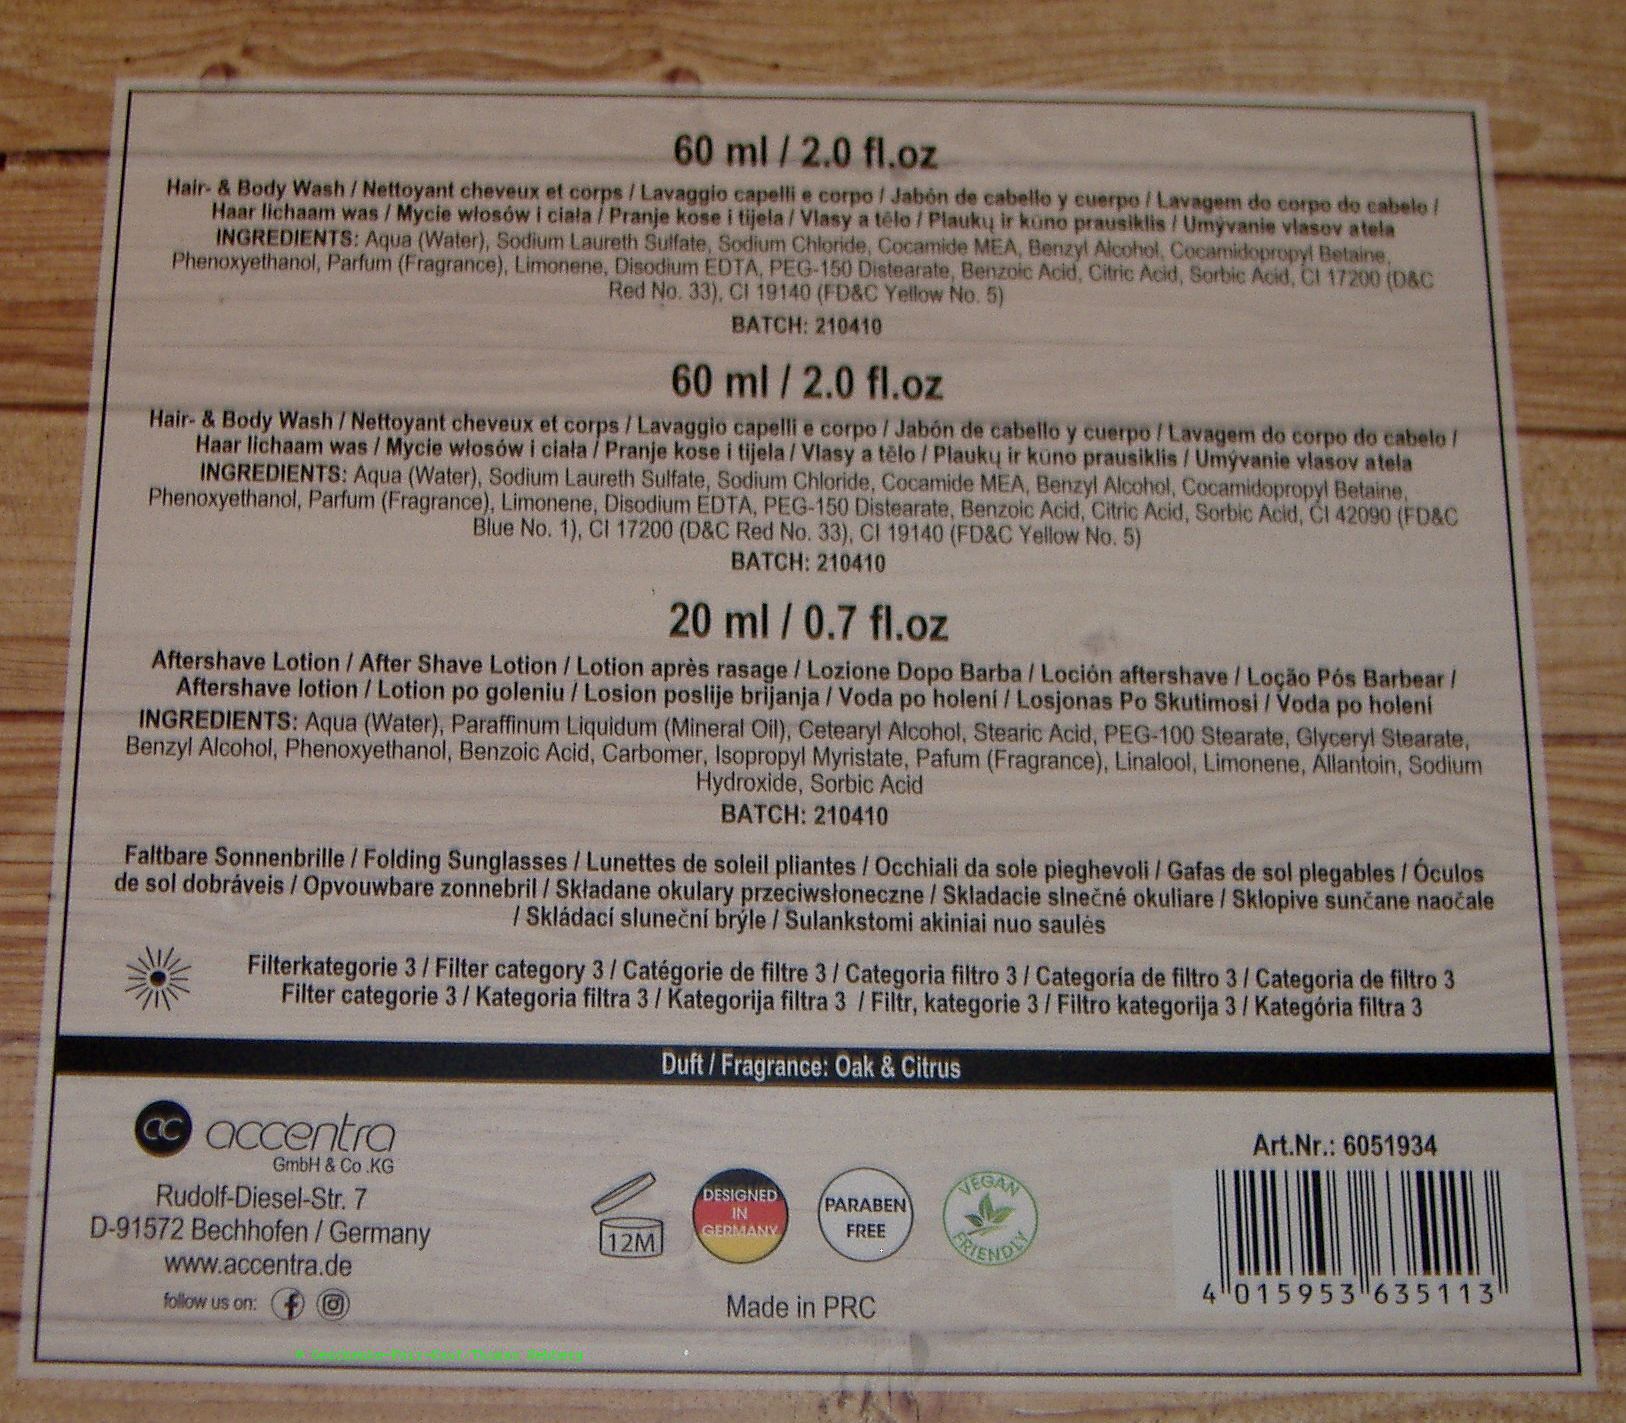 60 ml / 2.0 fl.oz
Hair- & Body Wash / Nettoyant cheveux et corps / Lavaggio capelli e corpo / Jabón de cabello y cuerpo / Lavagem do corpo do cabelo /
Haar lichaam was / Mycie włosów i ciała / Pranje kose i tijela / Vlasy a tělo / Plaukų ir kūno prausiklis / Umývanie vlasov atela
INGREDIENTS: Aqua (Water), Sodium Laureth Sulfate, Sodium Chloride, Cocamide MEA, Benzyl Alcohol, Cocamidopropyl Betaine,
Phenoxyethanol, Parfum (Fragrance), Limonene, Disodium EDTA, PEG-150 Distearate, Benzoic Acid, Citric Acid, Sorbic Acid, CI 17200 (D&C
Red No. 33), CI 19140 (FD&C Yellow No. 5)
BATCH: 210410
60 ml / 2.0 fl.oz
Hair- & Body Wash / Nettoyant cheveux et corps / Lavaggio capelli e corpo / Jabón de cabello y cuerpo / Lavagem do corpo do cabelo /
Haar lichaam was / Mycie włosów i ciała / Pranje kose i tijela / Vlasy a tělo / Plaukų ir kūno prausiklis / Umývanie vlasov atela
INGREDIENTS: Aqua (Water), Sodium Laureth Sulfate, Sodium Chloride, Cocamide MEA, Benzyl Alcohol, Cocamidopropyl Betaine,
Phenoxyethanol, Parfum (Fragrance), Limonene, Disodium EDTA, PEG-150 Distearate, Benzoic Acid, Citric Acid, Sorbic Acid, CI 42090 (FD&C
Blue No. 1), CI 17200 (D&C Red No. 33), CI 19140 (FD&C Yellow No. 5)
BATCH: 210410
20 ml / 0.7 fl.oz
Aftershave Lotion / After Shave Lotion / Lotion après rasage / Lozione Dopo Barba / Loción aftershave / Loção Pós Barbear /
Aftershave lotion / Lotion po goleniu / Losion poslije brijanja / Voda po holení / Losjonas Po Skutimosi / Voda po holení
INGREDIENTS: Aqua (Water), Paraffinum Liquidum (Mineral Oil), Cetearyl Alcohol, Stearic Acid, PEG-100 Stearate, Glyceryl Stearate,
Benzyl Alcohol, Phenoxyethanol, Benzoic Acid, Carbomer, Isopropyl Myristate, Pafum (Fragrance), Linalool, Limonene, Allantoin, Sodium
Hydroxide, Sorbic Acid
BATCH: 210410
Faltbare Sonnenbrille / Folding Sunglasses / Lunettes de soleil pliantes / Occhiali da sole pieghevoli / Gafas de sol plegables / Óculos
de sol dobráveis / Opvouwbare zonnebril / Składane okulary przeciwsłoneczne / Skladacie slnečné okuliare / Sklopive sunčane naočale
/ Skládací sluneční brýle / Sulankstomi akiniai nuo saulės
Filterkategorie 3 / Filter category 3 / Catégorie de filtre 3 / Categoria filtro 3 / Categoría de filtro 3 / Categoria de filtro 3
Filter categorie 3 / Kategoria filtra 3 / Kategorija filtra 3 / Filtr, kategorie 3 / Filtro kategorija 3 / Kategória filtra 3
Duft / Fragrance: Oak & Citrus
ac accentra
GmbH & Co .KG
Rudolf-Diesel-Str. 7
D-91572 Bechhofen / Germany
www.accentra.de
follow us on:
12M
DESIGNED
IN
GERMANY
PARABEN
FREE
VEGAN
FRIENDLY
Made in PRC
Art.Nr.: 6051934
4 015953 635113